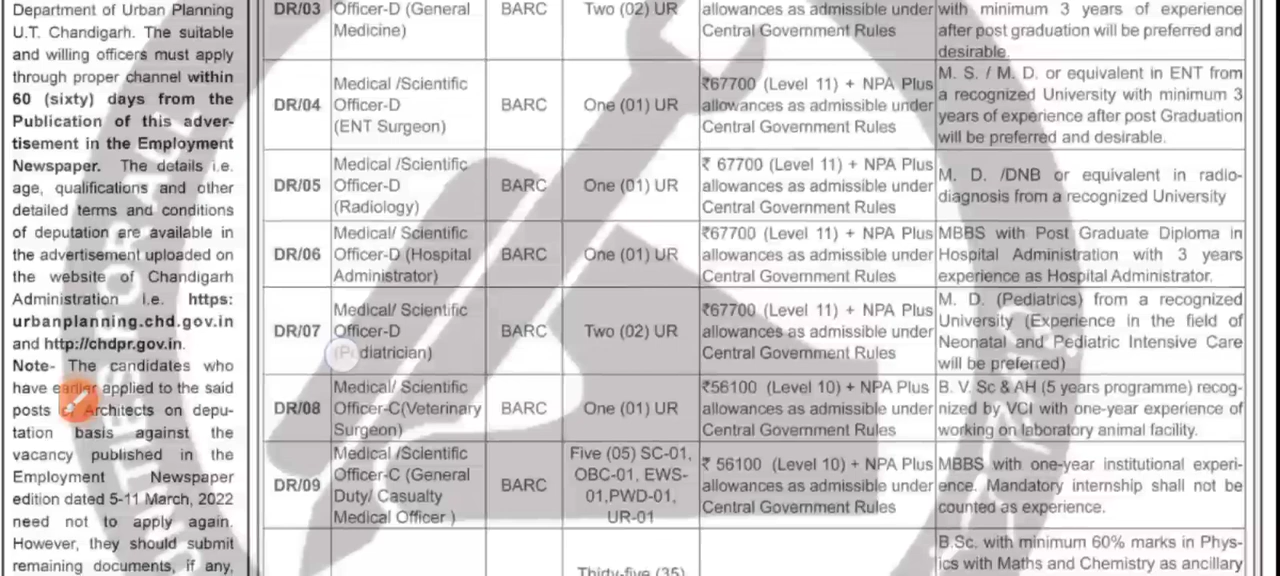 Department of Urban Planning
U.T. Chandigarh. The suitable
and willing officers must apply
through proper channel within
60 (sixty) days from the
Publication of this adver-
tisement in the Employment
Newspaper. The details i.e.
age, qualifications and other
detailed terms and conditions
of deputation are available in
the advertisement uploaded on
the website of Chandigarh
Administration i.e. https:
urbanplanning.chd.gov.in
and http://chdpr.gov.in.
Note- The candidates who
have earlier applied to the said
posts of Architects on depu-
tation basis against the
vacancy published in the
Employment Newspaper
edition dated 5-11 March, 2022
need not to apply again.
However, they should submit
remaining documents, if any,
DR/03
Officer-D (General
Medicine)
BARC
Two (02) UR
allowances as admissible under
Central Government Rules
with minimum 3 years of experience
after post graduation will be preferred and
desirable.
DR/04
Medical /Scientific
Officer-D
(ENT Surgeon)
BARC
One (01) UR
₹67700 (Level 11) + NPA Plus
allowances as admissible under
Central Government Rules
M. S. / M. D. or equivalent in ENT from
a recognized University with minimum 3
years of experience after post Graduation
will be preferred and desirable.
DR/05
Medical /Scientific
Officer-D
(Radiology)
BARC
One (01) UR
₹ 67700 (Level 11) + NPA Plus
allowances as admissible under
Central Government Rules
M. D. /DNB or equivalent in radio-
diagnosis from a recognized University
DR/06
Medical/ Scientific
Officer-D (Hospital
Administrator)
BARC
One (01) UR
₹67700 (Level 11) + NPA Plus
allowances as admissible under
Central Government Rules
MBBS with Post Graduate Diploma in
Hospital Administration with 3 years
experience as Hospital Administrator.
DR/07
Medical/ Scientific
Officer-D
(Pediatrician)
BARC
Two (02) UR
₹67700 (Level 11) + NPA Plus
allowances as admissible under
Central Government Rules
M. D. (Pediatrics) from a recognized
University (Experience in the field of
Neonatal and Pediatric Intensive Care
will be preferred)
DR/08
Medical/ Scientific
Officer-C(Veterinary
Surgeon)
BARC
One (01) UR
₹56100 (Level 10) + NPA Plus
allowances as admissible under
Central Government Rules
B. V. Sc & AH (5 years programme) recog-
nized by VCI with one-year experience of
working on laboratory animal facility.
DR/09
Medical /Scientific
Officer-C (General
Duty/ Casualty
Medical Officer )
BARC
Five (05) SC-01,
OBC-01, EWS-
01,PWD-01,
UR-01
₹ 56100 (Level 10) + NPA Plus
allowances as admissible under
Central Government Rules
MBBS with one-year institutional experi-
ence. Mandatory internship shall not be
counted as experience.
Thirty-five (35)
B.Sc. with minimum 60% marks in Phys-
ics with Maths and Chemistry as ancillary